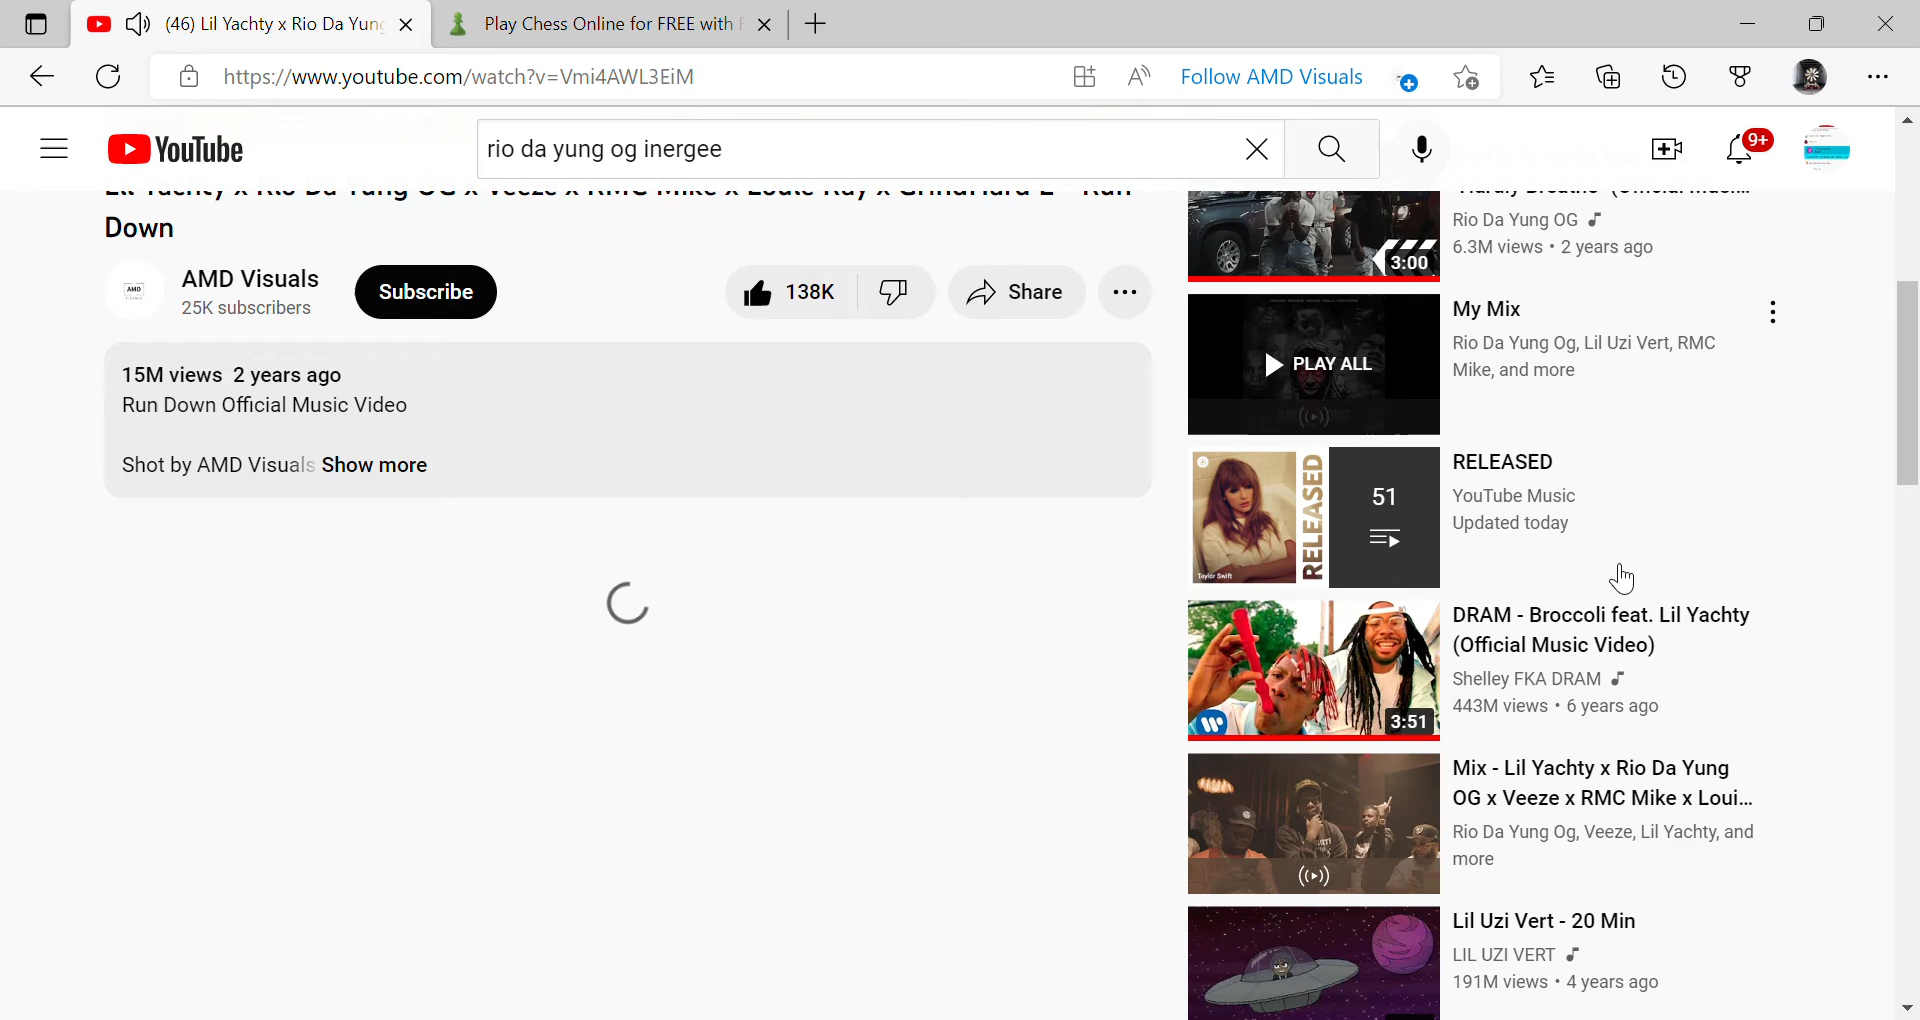 (46) Lil Yachty x Rio Da Yung
Play Chess Online for FREE with
https://www.youtube.com/watch?v=Vmi4AWL3EiM
Follow AMD Visuals
YouTube
rio da yung og inergee
9+
Down
AMD
AMD Visuals
25K subscribers
Subscribe
138K
Share
15M views 2 years ago
Run Down Official Music Video
Shot by AMD Visuals Show more
3:00
Rio Da Yung OG
6.3M views • 2 years ago
PLAY ALL
My Mix
Rio Da Yung Og, Lil Uzi Vert, RMC
Mike, and more
Taylor Swift
RELEASED
51
RELEASED
YouTube Music
Updated today
3:51
DRAM - Broccoli feat. Lil Yachty
(Official Music Video)
Shelley FKA DRAM
443M views • 6 years ago
Mix - Lil Yachty x Rio Da Yung
OG x Veeze x RMC Mike x Loui...
Rio Da Yung Og, Veeze, Lil Yachty, and
more
Lil Uzi Vert - 20 Min
LIL UZI VERT
191M views • 4 years ago